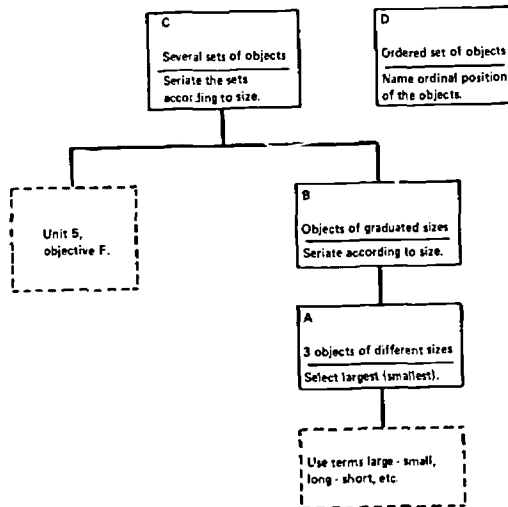 C
Several sets of objects
Seriate the sets
according to size.
D
Ordered set of objects
Name ordinal position
of the objects.
Unit 5,
objective F.
B
Objects of graduated sizes
Seriate according to size.
A
3 objects of different sizes
Select largest (smallest).
Use terms large - small,
long - short, etc.